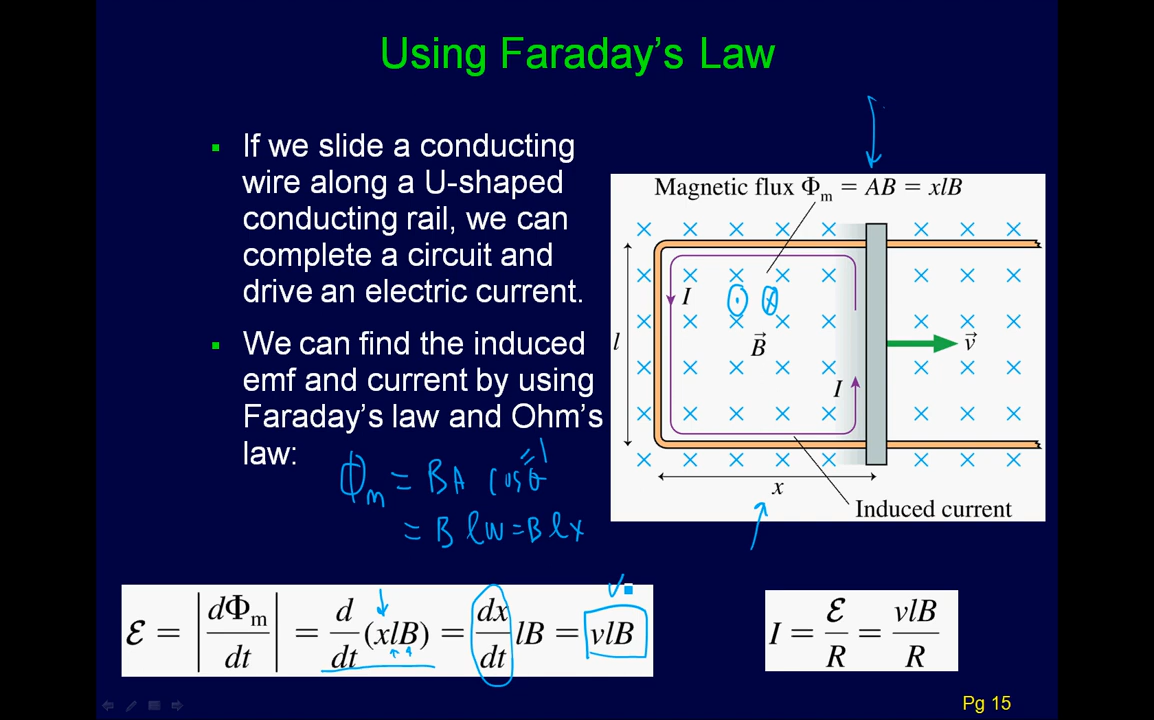 Using Faraday's Law
▪ If we slide a conducting
wire along a U-shaped
conducting rail, we can
complete a circuit and
drive an electric current.
▪ We can find the induced
emf and current by using
Faraday's law and Ohm's
law:
Φm = BA cosθ =1
= B lw = B lx
Magnetic flux Φm = AB = xlB
I
l
B⃗
v⃗
I
x
Induced current
ℰ = |dΦm/dt| = d/dt (xlB) = dx/dt lB = vlB
I = ℰ/R = vlB/R
Pg 15